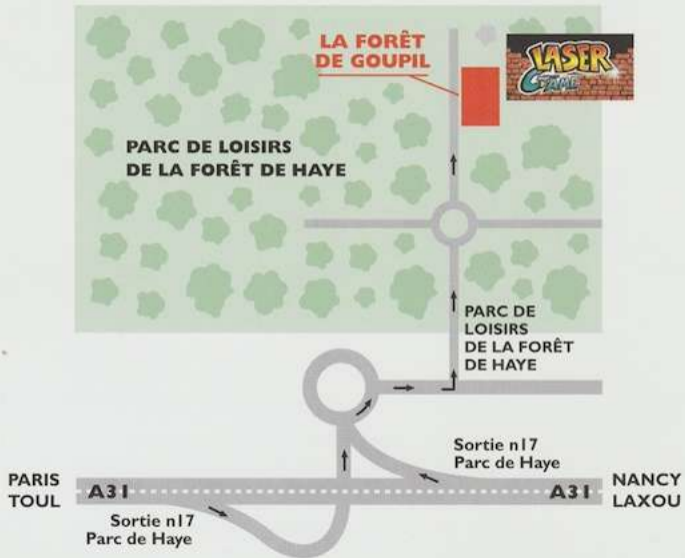 LA FORÊT
DE GOUPIL
LASER
GAME
PARC DE LOISIRS
DE LA FORÊT DE HAYE
PARC DE
LOISIRS
DE LA FORÊT
DE HAYE
Sortie n17
Parc de Haye
PARIS
TOUL
A31
A31
NANCY
LAXOU
Sortie n17
Parc de Haye